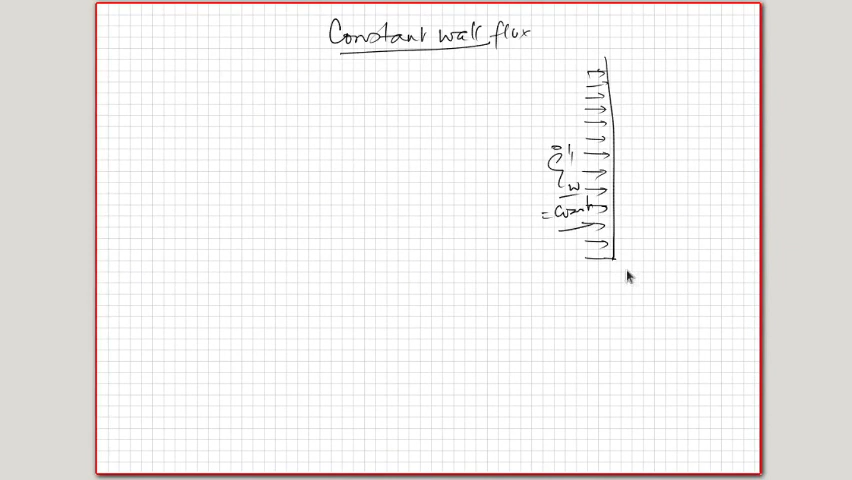 Constant wall flux
q̇"w
= const